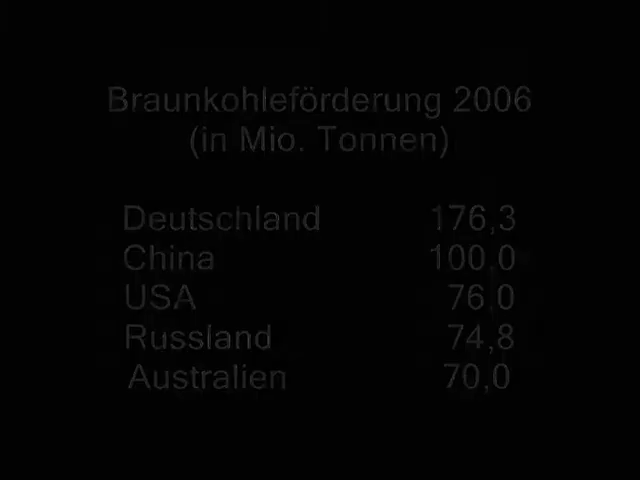 Braunkohleförderung 2006
(in Mio. Tonnen)
Deutschland 176,3
China 100,0
USA 76.0
Russland 74,8
Australien 70,0